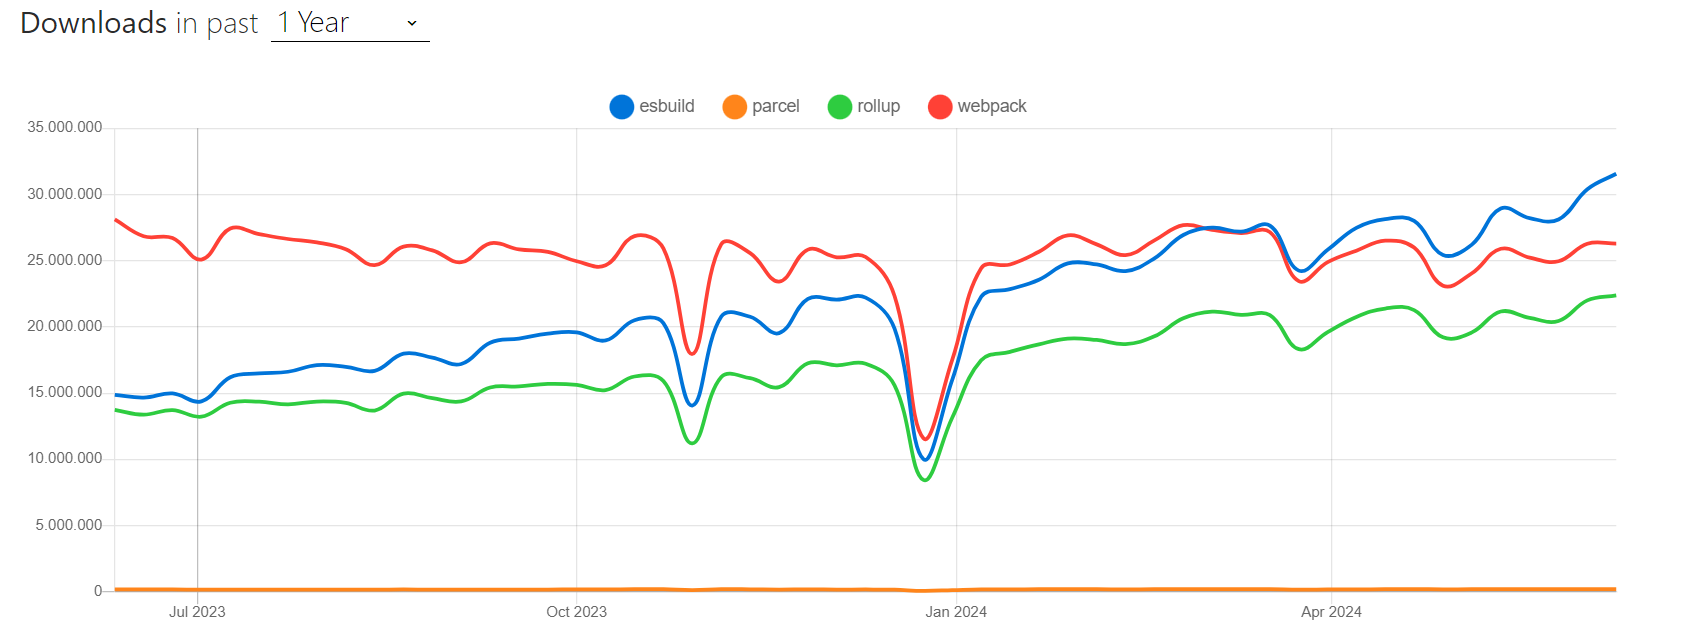 Downloads in past 1 Year
esbuild parcel rollup webpack
35.000.000
30.000.000
25.000.000
20.000.000
15.000.000
10.000.000
5.000.000
0
Jul 2023 Oct 2023 Jan 2024 Apr 2024